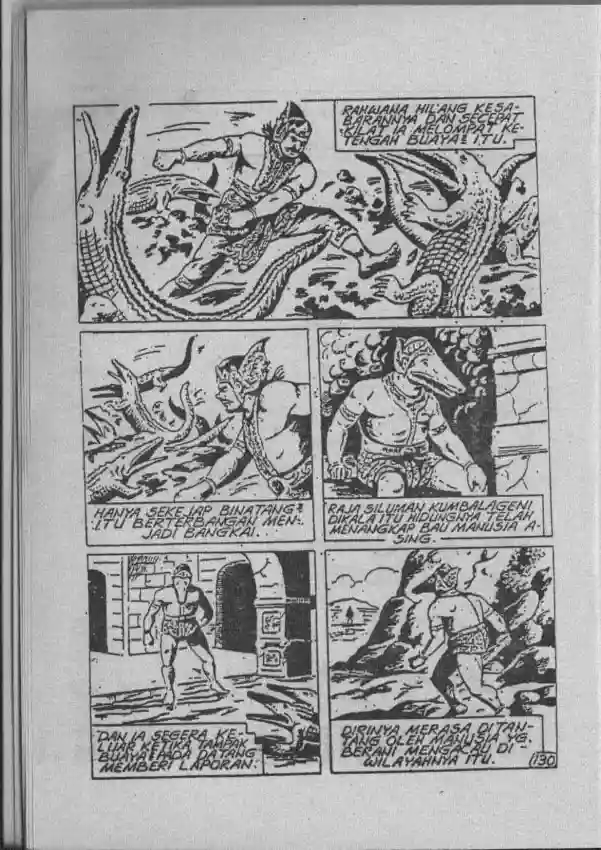 RAHWANA HILANG KESA-
BARANNYA DAN SECEPAT
KILAT IA MELOMPAT KE-
TENGAH BUAYA² ITU.
HANYA SEKEJAP BINATANG²
ITU BERTERBANGAN MEN-
JADI BANGKAI...
RAJA SILUMAN KUMBALAGENI
DIKALA ITU HIDUNGNYA TELAH
MENANGKAP BAU MANUSIA A-
SING.
DAN IA SEGERA KE-
LUAR KETIKA TAMPAK
BUAYA² PADA DATANG
MEMBERI LAPORAN.
DIRINYA MERASA DITAN-
TANG OLEH MANUSIA YG
BERANI MENGACAU DI-
WILAYAHNYA ITU.
130